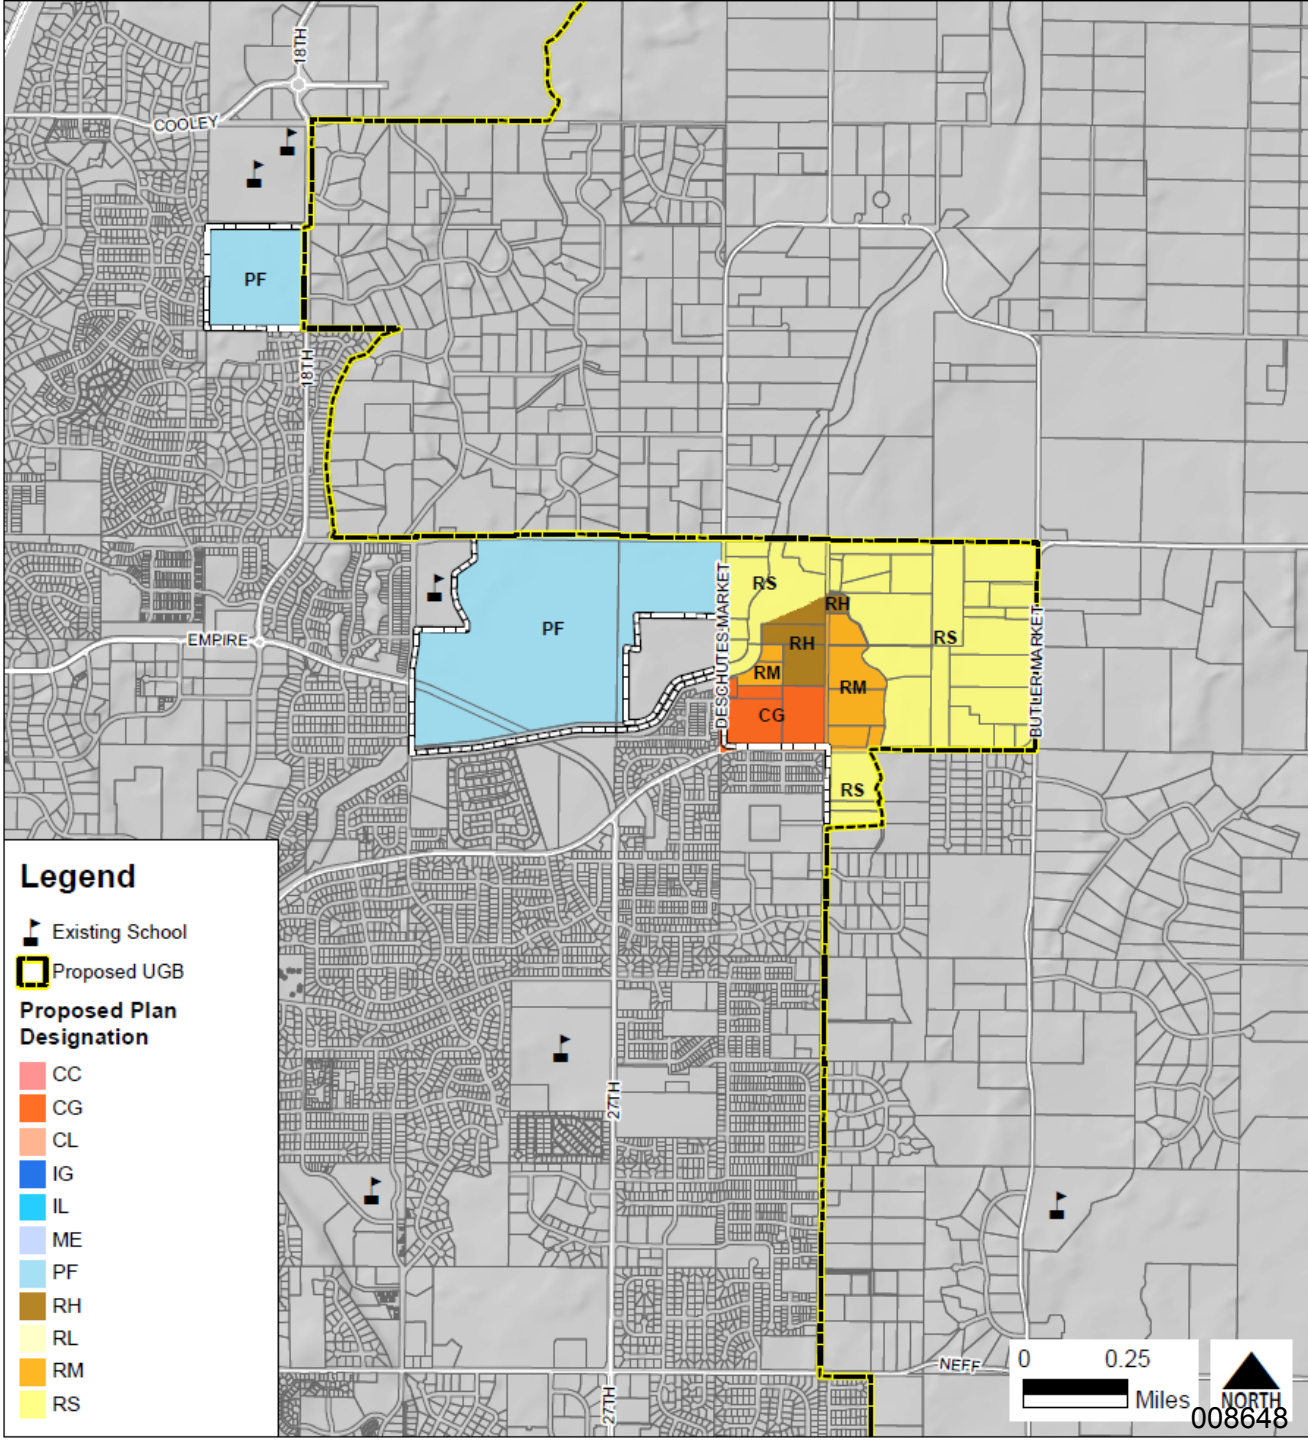 18TH
COOLEY
PF
18TH
EMPIRE
PF
DESCHUTES MARKET
RS
RH
RH
RS
RM
RM
CG
BUTLER MARKET
RS
27TH
27TH
NEFF
Legend
Existing School
Proposed UGB
Proposed Plan
Designation
CC
CG
CL
IG
IL
ME
PF
RH
RL
RM
RS
0 0.25
Miles
NORTH
008648